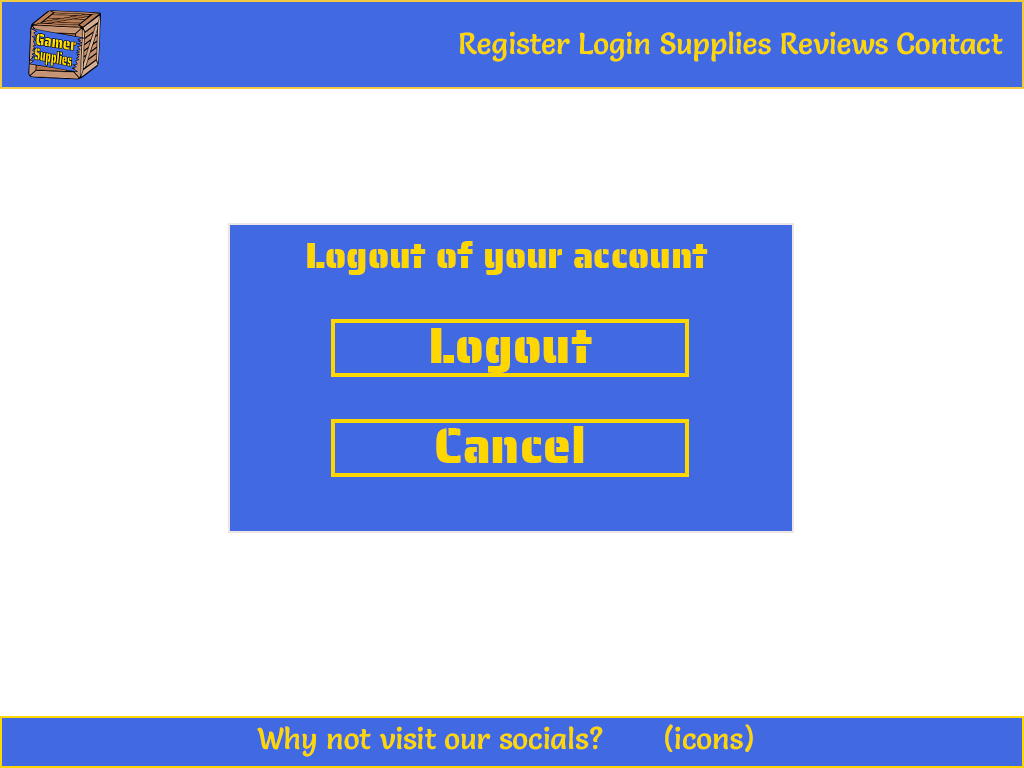 Gamer
Supplies
Register Login Supplies Reviews Contact
Logout of your account
Logout
Cancel
Why not visit our socials? (icons)